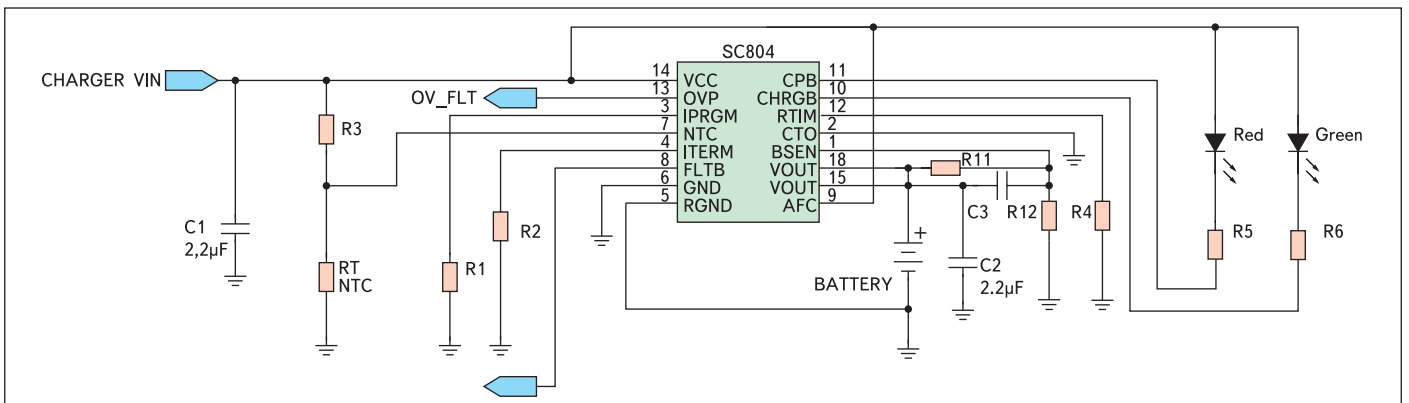 SC804
CHARGER VIN
OV_FLT
14 VCC CPB 11
13 OVP CHRGB 10
3 IPRGM RTIM 12
7 NTC CTO 2
4 ITERM BSEN 1
8 FLTB VOUT 18
6 GND VOUT 15
5 RGND AFC 9
R3
R11
Red
Green
C1
2,2µF
RT
NTC
R1
R2
C3
R12
R4
R5
R6
+
BATTERY
C2
2.2µF